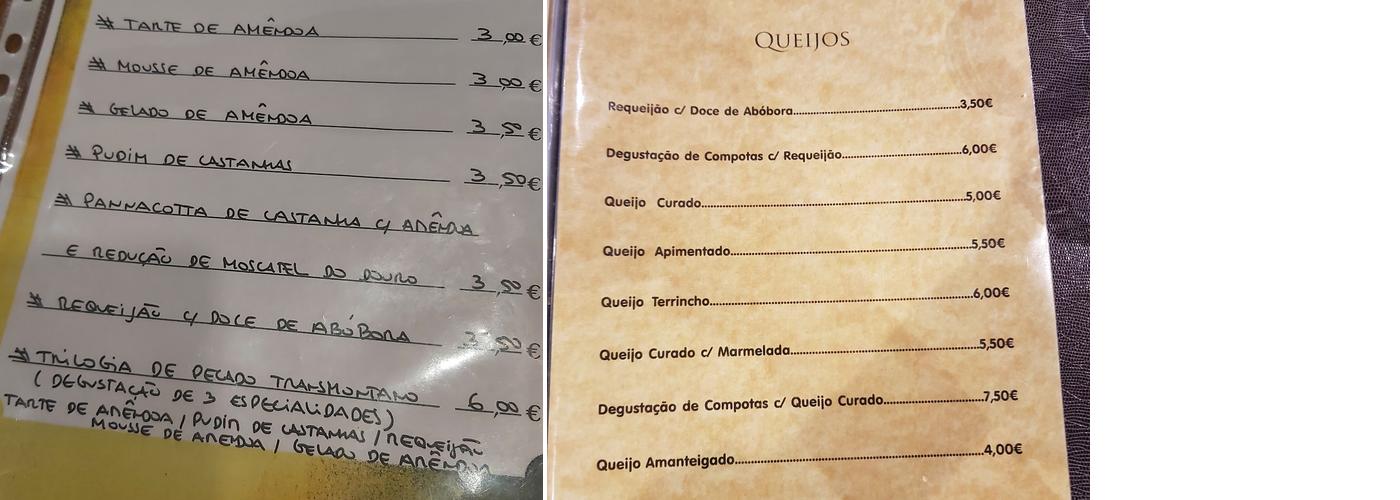 * TARTE DE AMÊNDOA 3,00€
* MOUSSE DE AMÊNDOA 3,00€
* GELADO DE AMÊNDOA 3,50€
* PUDIM DE CASTANHAS 3,50€
* PANNACOTTA DE CASTANHA C/ AMÊNDOA
E REDUÇÃO DE MOSCATEL DO DOURO 3,50€
* REQUEIJÃO C/ DOCE DE ABÓBORA 3,50€
* TRILOGIA DE PECADO TRANSMONTANO 6,00€
( DEGUSTAÇÃO DE 3 ESPECIALIDADES)
TARTE DE AMÊNDOA / PUDIM DE CASTANHAS / REQUEIJÃO
MOUSSE DE AMENDOA / GELADO DE AMÊNDOA
QUEIJOS
Requeijão c/ Doce de Abóbora 3,50€
Degustação de Compotas c/ Requeijão 6,00€
Queijo Curado 5,00€
Queijo Apimentado 5,50€
Queijo Terrincho 6,00€
Queijo Curado c/ Marmelada 5,50€
Degustação de Compotas c/ Queijo Curado 7,50€
Queijo Amanteigado 4,00€